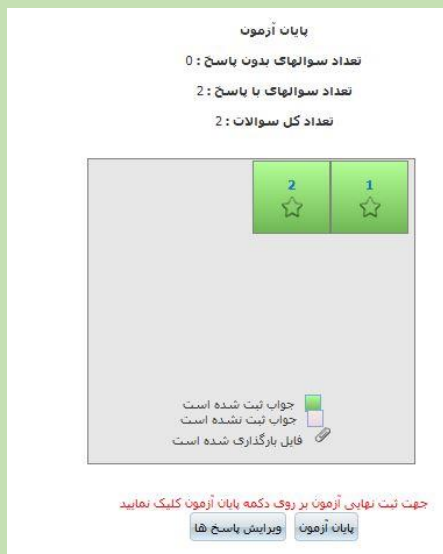 پایان آزمون
تعداد سوالهای بدون پاسخ : 0
تعداد سوالهای با پاسخ : 2
تعداد کل سوالات : 2
1 2
جواب ثبت شده است
جواب ثبت نشده است
فایل بارگذاری شده است
جهت ثبت نهایی آزمون بر روی دکمه پایان آزمون کلیک نمایید
پایان آزمون ویرایش پاسخ ها